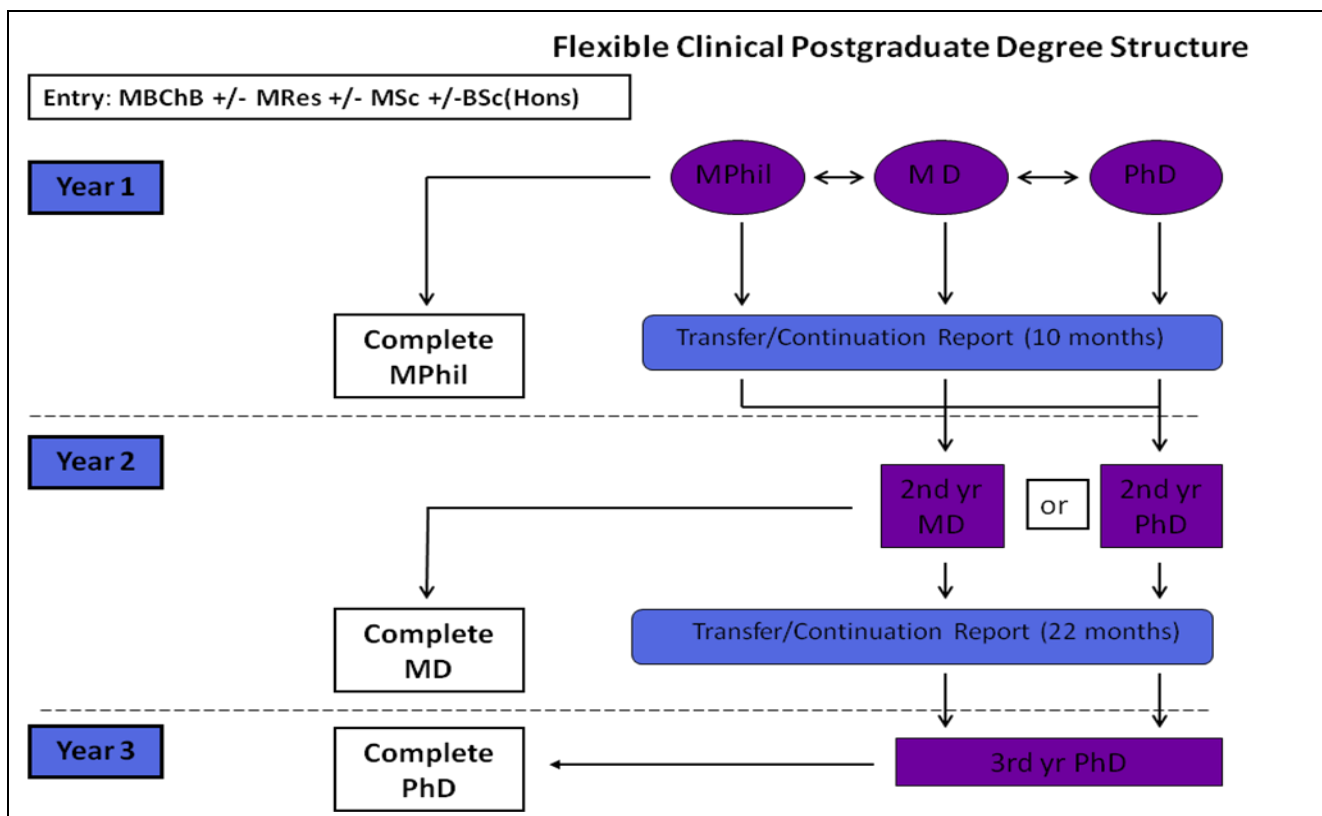 Flexible Clinical Postgraduate Degree Structure
Entry: MBChB +/- MRes +/- MSc +/-BSc(Hons)
Year 1
MPhil
M D
PhD
Complete
MPhil
Transfer/Continuation Report (10 months)
Year 2
2nd yr
MD
or
2nd yr
PhD
Complete
MD
Transfer/Continuation Report (22 months)
Year 3
Complete
PhD
3rd yr PhD